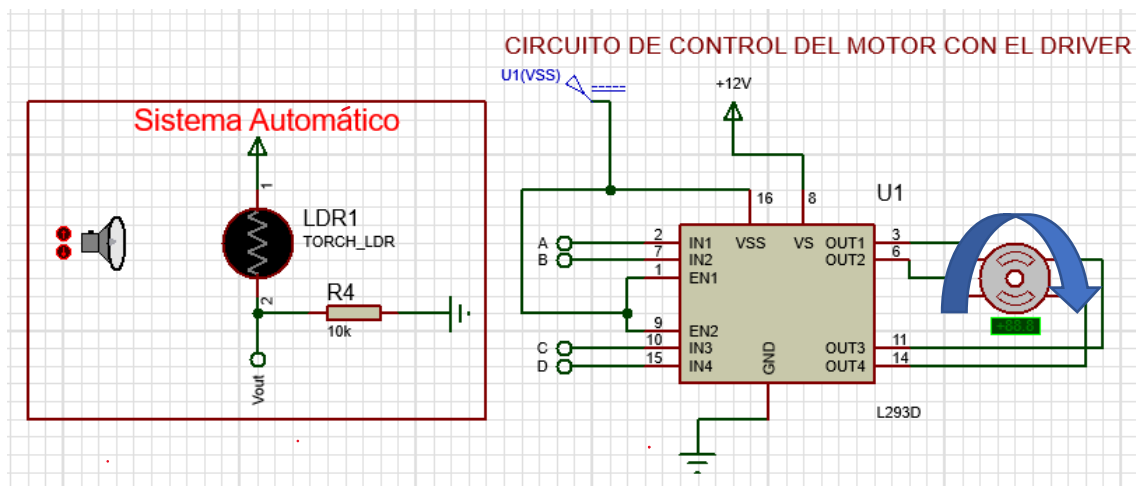 CIRCUITO DE CONTROL DEL MOTOR CON EL DRIVER
U1(VSS)
+12V
Sistema Automático
1
LDR1
TORCH_LDR
2
R4
10k
Vout
16
8
U1
A
2
IN1
VSS
VS
OUT1
3
B
7
IN2
OUT2
6
1
EN1
9
EN2
C
10
IN3
OUT3
11
D
15
IN4
GND
OUT4
14
L293D